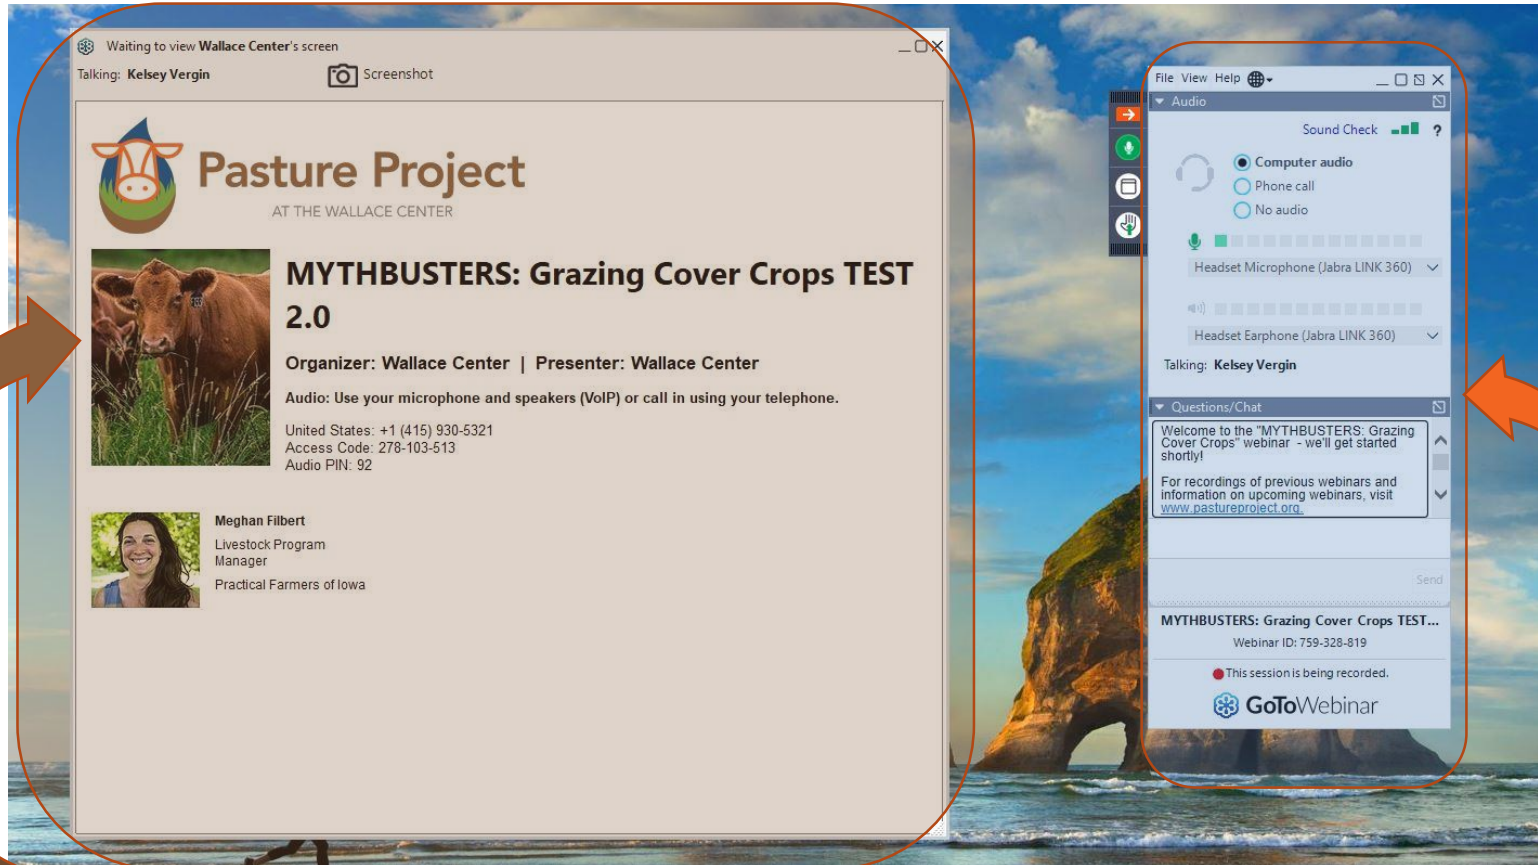 Waiting to view Wallace Center's screen
Talking: Kelsey Vergin
Screenshot
Pasture Project
AT THE WALLACE CENTER
MYTHBUSTERS: Grazing Cover Crops TEST
2.0
Organizer: Wallace Center | Presenter: Wallace Center
Audio: Use your microphone and speakers (VoIP) or call in using your telephone.
United States: +1 (415) 930-5321
Access Code: 278-103-513
Audio PIN: 92
Meghan Filbert
Livestock Program
Manager
Practical Farmers of Iowa
File View Help
Audio
Sound Check ?
Computer audio
Phone call
No audio
Headset Microphone (Jabra LINK 360)
Headset Earphone (Jabra LINK 360)
Talking: Kelsey Vergin
Questions/Chat
Welcome to the "MYTHBUSTERS: Grazing
Cover Crops" webinar - we'll get started
shortly!
For recordings of previous webinars and
information on upcoming webinars, visit
www.pastureproject.org.
Send
MYTHBUSTERS: Grazing Cover Crops TEST...
Webinar ID: 759-328-819
This session is being recorded.
GoToWebinar